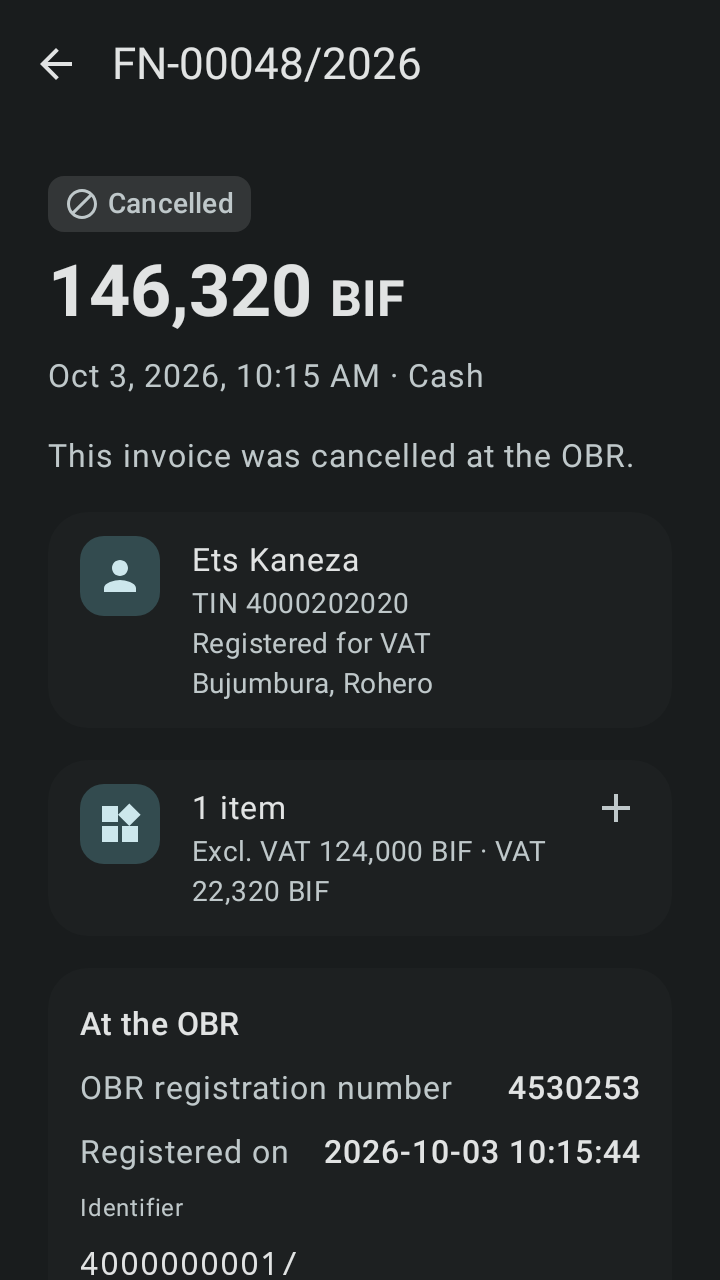 FN-00048/2026
Cancelled
146,320 BIF
Oct 3, 2026, 10:15 AM · Cash
This invoice was cancelled at the OBR.
Ets Kaneza
TIN 4000202020
Registered for VAT
Bujumbura, Rohero
1 item
Excl. VAT 124,000 BIF · VAT
22,320 BIF
At the OBR
OBR registration number 4530253
Registered on 2026-10-03 10:15:44
Identifier
4000000001/